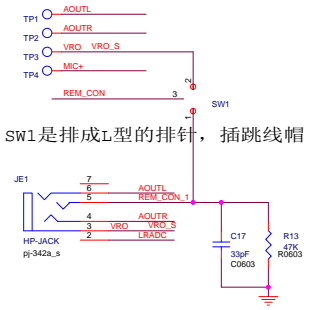 AOUTL
TP1
AOUTR
TP2
VRO VRO_S
TP3
MIC+
TP4
2
REM_CON
3
SW1
1
SW1是排成L型的排针，插跳线帽
JE1
7
6 AOUTL
5 REM_CON_1
4 AOUTR
3 VRO VRO_S
2 LRADC
HP-JACK
pj-342a_s
C17
33pF
C0603
R13
47K
R0603